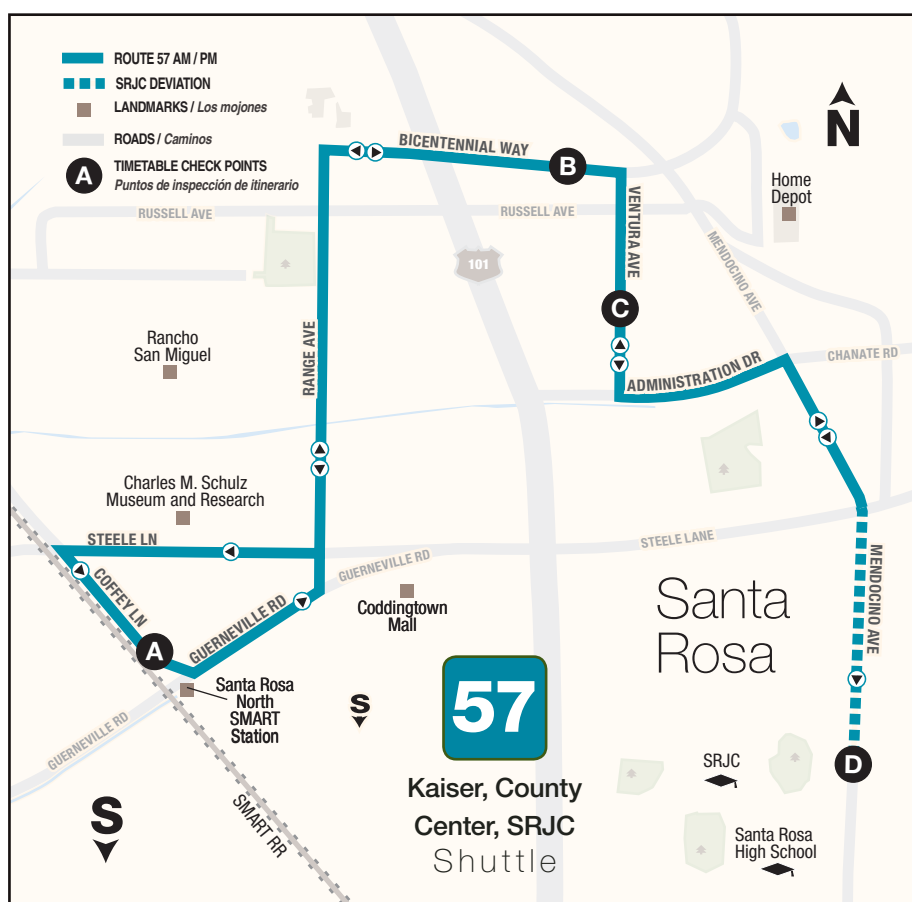 ROUTE 57 AM / PM
SRJC DEVIATION
LANDMARKS / Los mojones
ROADS / Caminos
A
TIMETABLE CHECK POINTS
Puntos de inspección de itinerario
N
BICENTENNIAL WAY
B
Home
Depot
RUSSELL AVE
RUSSELL AVE
VENTURA AVE
MENDOCINO AVE
101
C
Rancho
San Miguel
RANGE AVE
ADMINISTRATION DR
CHANATE RD
Charles M. Schulz
Museum and Research
STEELE LN
STEELE LANE
GUERNEVILLE RD
COFFEY LN
MENDOCINO AVE
Coddingtown
Mall
Santa
Rosa
A
GUERNEVILLE RD
Santa Rosa
North
SMART
Station
S
57
GUERNEVILLE RD
SMART RR
D
SRJC
Kaiser, County
Center, SRJC
Shuttle
S
Santa Rosa
High School